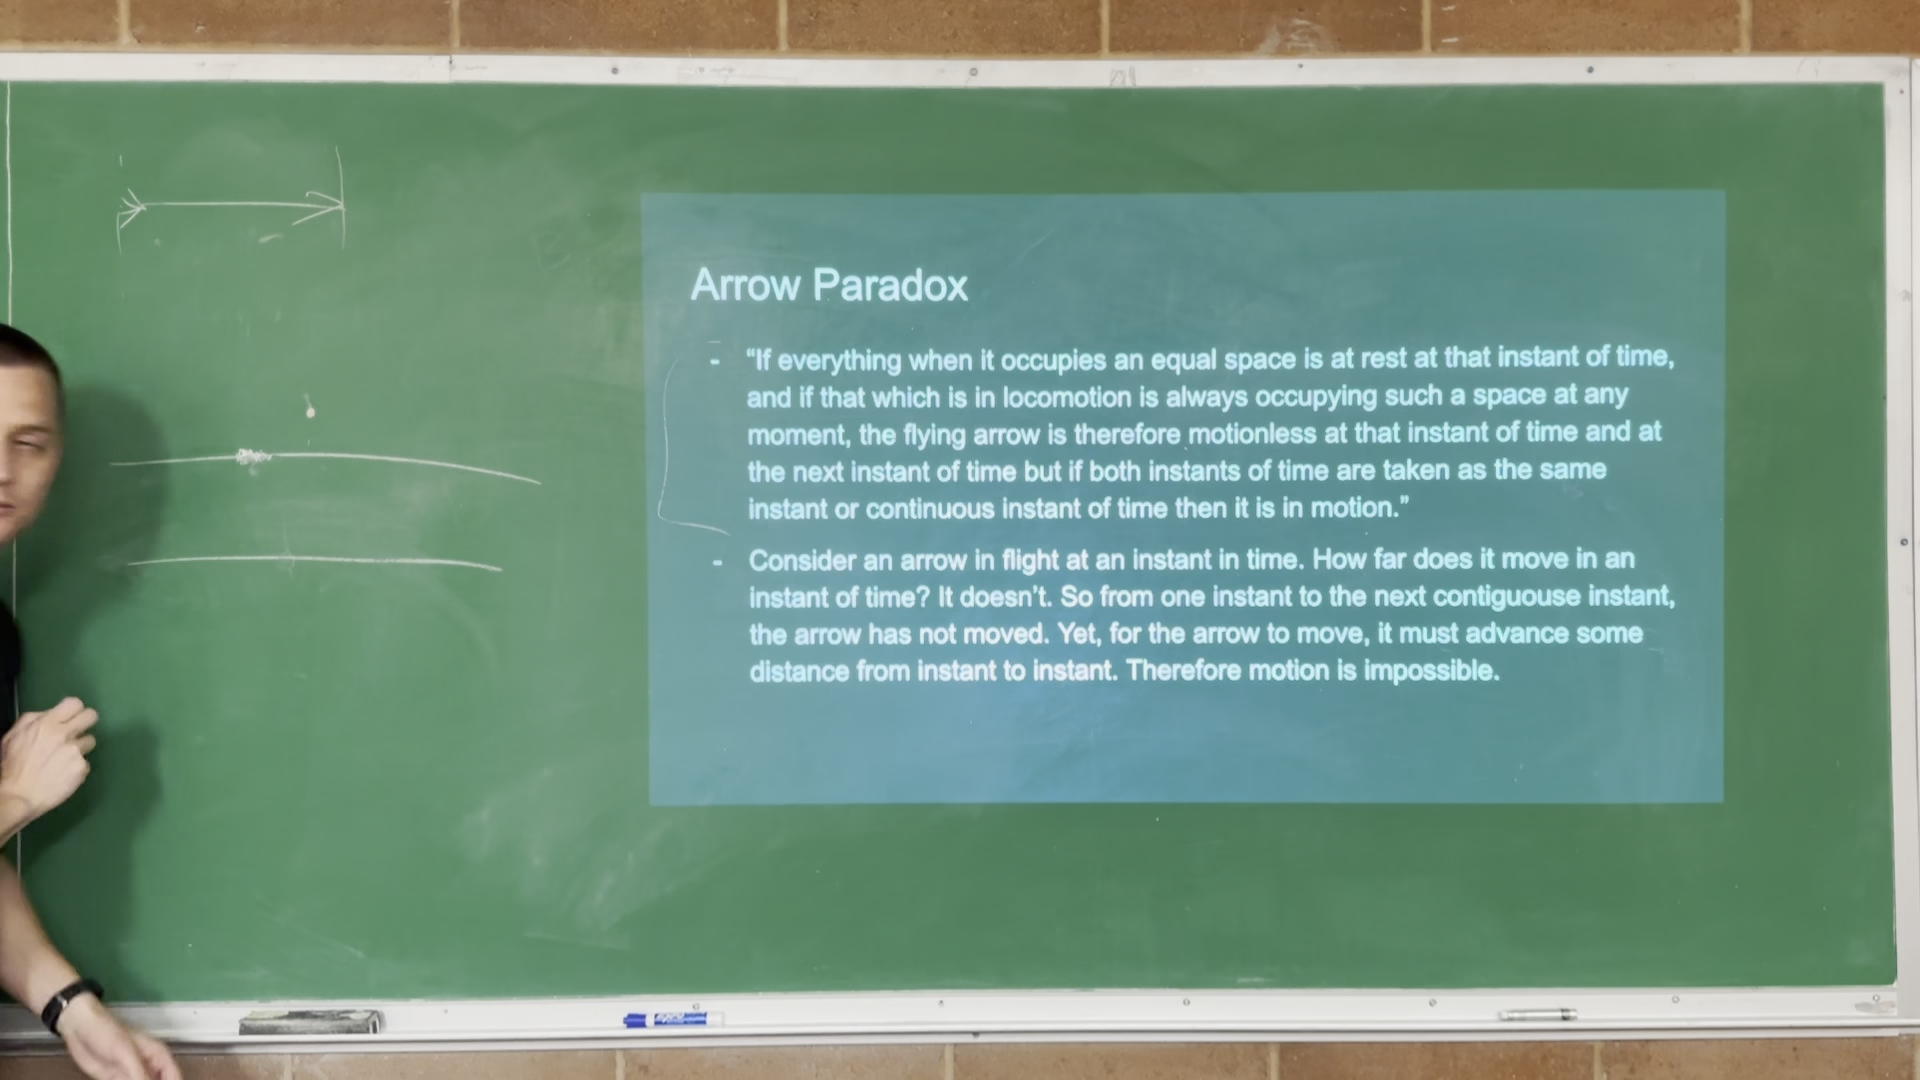 Arrow Paradox
- “If everything when it occupies an equal space is at rest at that instant of time,
and if that which is in locomotion is always occupying such a space at any
moment, the flying arrow is therefore motionless at that instant of time and at
the next instant of time but if both instants of time are taken as the same
instant or continuous instant of time then it is in motion.”
- Consider an arrow in flight at an instant in time. How far does it move in an
instant of time? It doesn’t. So from one instant to the next contiguouse instant,
the arrow has not moved. Yet, for the arrow to move, it must advance some
distance from instant to instant. Therefore motion is impossible.